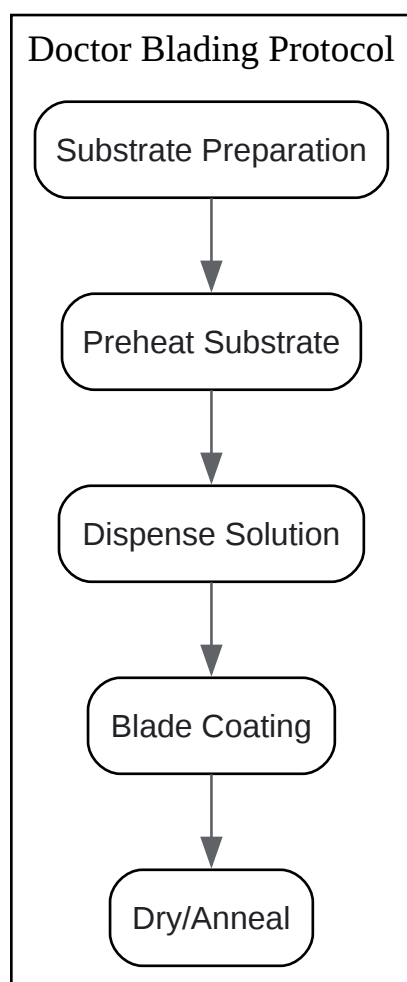 Doctor Blading Protocol
Substrate Preparation
Preheat Substrate
Dispense Solution
Blade Coating
Dry/Anneal